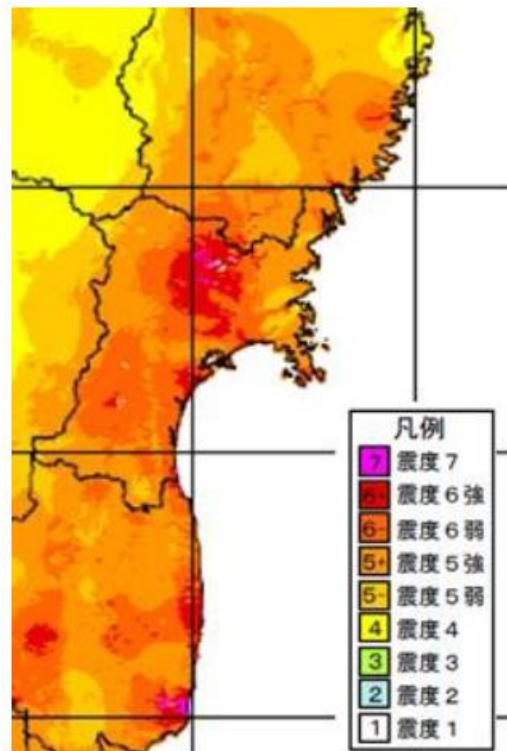 凡例
7 震度7
6+ 震度6強
6- 震度6弱
5+ 震度5強
5- 震度5弱
4 震度4
3 震度3
2 震度2
1 震度1